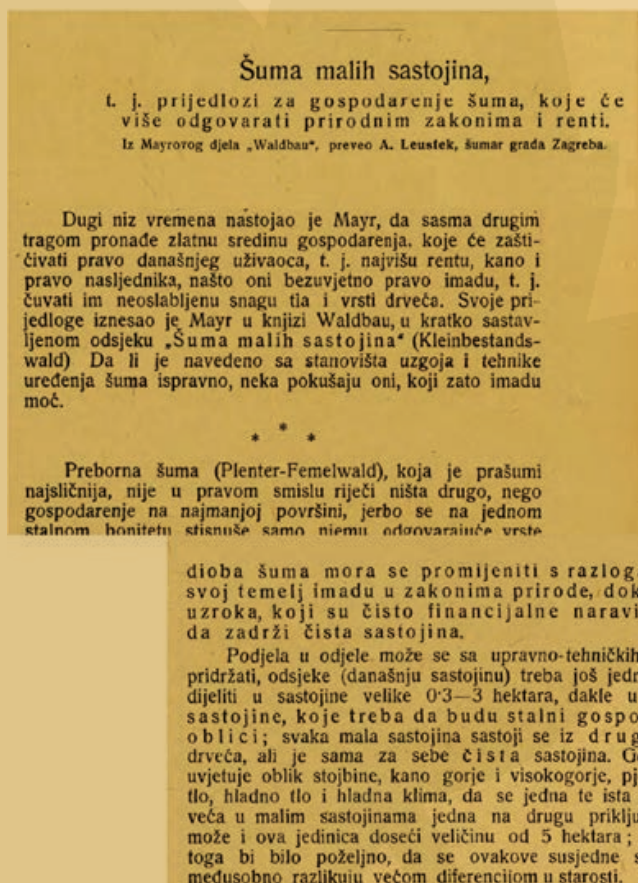 Šuma malih sastojina,
t. j. prijedlozi za gospodarenje šuma, koje će
više odgovarati prirodnim zakonima i renti.
Iz Mayrovog djela „Waldbau“, preveo A. Leustek, šumar grada Zagreba.
Dugi niz vremena nastojao je Mayr, da sasma drugim
tragom pronađe zlatnu sredinu gospodarenja. koje će zašti-
ćivati pravo današnjeg uživaoca, t. j. najvišu rentu, kano i
pravo nasljednika, našto oni bezuvjetno pravo imadu, t. j.
čuvati im neoslabljenu snagu tla i vrsti drveća. Svoje pri-
jedloge iznesao je Mayr u knjizi Waldbau, u kratko sastav-
ljenom odsjeku „Šuma malih sastojina“ (Kleinbestands-
wald) Da li je navedeno sa stanovišta uzgoja i tehnike
uređenja šuma ispravno, neka pokušaju oni, koji zato imadu
moć.
* * *
Preborna šuma (Plenter-Femelwald), koja je prašumi
najsličnija, nije u pravom smislu riječi ništa drugo, nego
gospodarenje na najmanjoj površini, jerbo se na jednom
stalnom bonitetu stisnuše samo njemu odgovarajuće vrste
dioba šuma mora se promijeniti s razlog
svoj temelj imadu u zakonima prirode, dok
uzroka, koji su čisto financijalne naravi
da zadrži čista sastojina.
Podjela u odjele može se sa upravno-tehničkih
pridržati, odsjeke (današnju sastojinu) treba još jedn
dijeliti u sastojine velike 0·3—3 hektara, dakle u
sastojine, koje treba da budu stalni gospo
oblici; svaka mala sastojina sastoji se iz drug
drveća, ali je sama za sebe čista sastojina. G
uvjetuje oblik stojbine, kano gorje i visokogorje, pj
tlo, hladno tlo i hladna klima, da se jedna te ista
veća u malim sastojinama jedna na drugu priklju
može i ova jedinica doseći veličinu od 5 hektara;
toga bi bilo poželjno, da se ovakove susjedne s
međusobno razlikuju većom diferencijom u starosti.